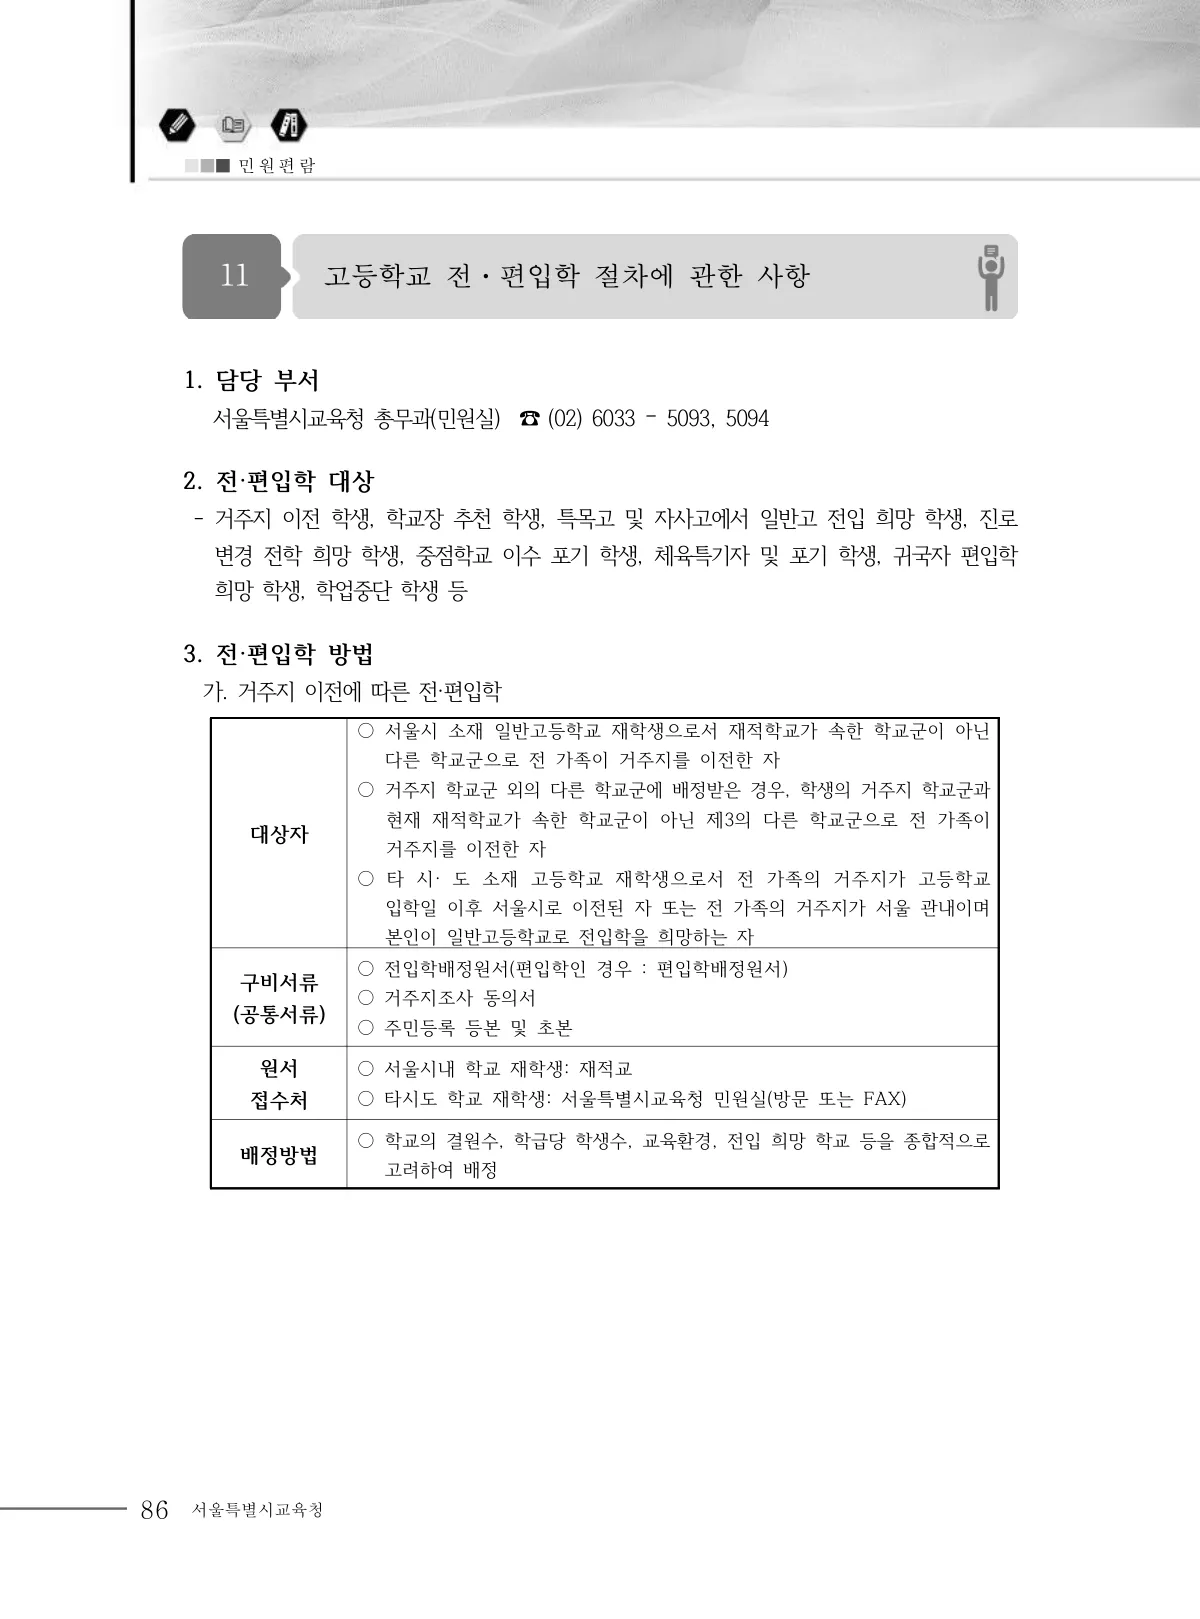 민원편람
11
고등학교 전·편입학 절차에 관한 사항
1. 담당 부서
서울특별시교육청 총무과(민원실) ☎ (02) 6033 - 5093, 5094
2. 전·편입학 대상
- 거주지 이전 학생, 학교장 추천 학생, 특목고 및 자사고에서 일반고 전입 희망 학생, 진로
변경 전학 희망 학생, 중점학교 이수 포기 학생, 체육특기자 및 포기 학생, 귀국자 편입학
희망 학생, 학업중단 학생 등
3. 전·편입학 방법
가. 거주지 이전에 따른 전·편입학
대상자
○ 서울시 소재 일반고등학교 재학생으로서 재적학교가 속한 학교군이 아닌
다른 학교군으로 전 가족이 거주지를 이전한 자
○ 거주지 학교군 외의 다른 학교군에 배정받은 경우, 학생의 거주지 학교군과
현재 재적학교가 속한 학교군이 아닌 제3의 다른 학교군으로 전 가족이
거주지를 이전한 자
○ 타 시· 도 소재 고등학교 재학생으로서 전 가족의 거주지가 고등학교
입학일 이후 서울시로 이전된 자 또는 전 가족의 거주지가 서울 관내이며
본인이 일반고등학교로 전입학을 희망하는 자
구비서류
(공통서류)
○ 전입학배정원서(편입학인 경우 : 편입학배정원서)
○ 거주지조사 동의서
○ 주민등록 등본 및 초본
원서
접수처
○ 서울시내 학교 재학생: 재적교
○ 타시도 학교 재학생: 서울특별시교육청 민원실(방문 또는 FAX)
배정방법
○ 학교의 결원수, 학급당 학생수, 교육환경, 전입 희망 학교 등을 종합적으로
고려하여 배정
86 서울특별시교육청